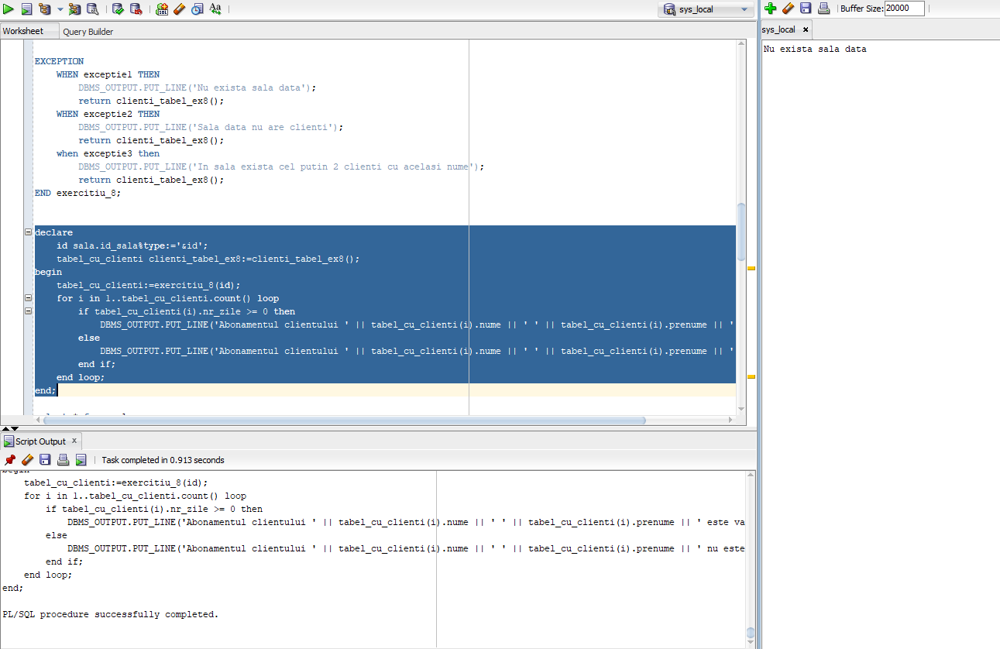 sys_local
Buffer Size: 20000
Worksheet
Query Builder
sys_local
Nu exista sala data
EXCEPTION
    WHEN exceptie1 THEN
        DBMS_OUTPUT.PUT_LINE('Nu exista sala data');
        return clienti_tabel_ex8();
    WHEN exceptie2 THEN
        DBMS_OUTPUT.PUT_LINE('Sala data nu are clienti');
        return clienti_tabel_ex8();
    when exceptie3 then
        DBMS_OUTPUT.PUT_LINE('In sala exista cel putin 2 clienti cu acelasi nume');
        return clienti_tabel_ex8();
END exercitiu_8;
declare
    id sala.id_sala%type:='&id';
    tabel_cu_clienti clienti_tabel_ex8:=clienti_tabel_ex8();
begin
    tabel_cu_clienti:=exercitiu_8(id);
    for i in 1..tabel_cu_clienti.count() loop
        if tabel_cu_clienti(i).nr_zile >= 0 then
            DBMS_OUTPUT.PUT_LINE('Abonamentul clientului ' || tabel_cu_clienti(i).nume || ' ' || tabel_cu_clienti(i).prenume || '
        else
            DBMS_OUTPUT.PUT_LINE('Abonamentul clientului ' || tabel_cu_clienti(i).nume || ' ' || tabel_cu_clienti(i).prenume || '
        end if;
    end loop;
end;
Script Output
Task completed in 0.913 seconds
begin
    tabel_cu_clienti:=exercitiu_8(id);
    for i in 1..tabel_cu_clienti.count() loop
        if tabel_cu_clienti(i).nr_zile >= 0 then
            DBMS_OUTPUT.PUT_LINE('Abonamentul clientului ' || tabel_cu_clienti(i).nume || ' ' || tabel_cu_clienti(i).prenume || ' este va
        else
            DBMS_OUTPUT.PUT_LINE('Abonamentul clientului ' || tabel_cu_clienti(i).nume || ' ' || tabel_cu_clienti(i).prenume || ' nu este
        end if;
    end loop;
end;
PL/SQL procedure successfully completed.